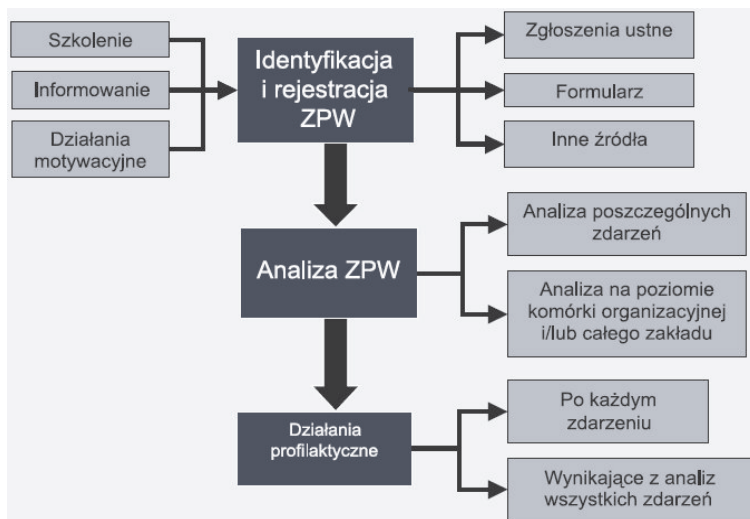 Szkolenie
Informowanie
Działania
motywacyjne
Identyfikacja
i rejestracja
ZPW
Zgłoszenia ustne
Formularz
Inne źródła
Analiza ZPW
Analiza poszczególnych
zdarzeń
Analiza na poziomie
komórki organizacyjnej
i/lub całego zakładu
Działania
profilaktyczne
Po każdym
zdarzeniu
Wynikające z analiz
wszystkich zdarzeń